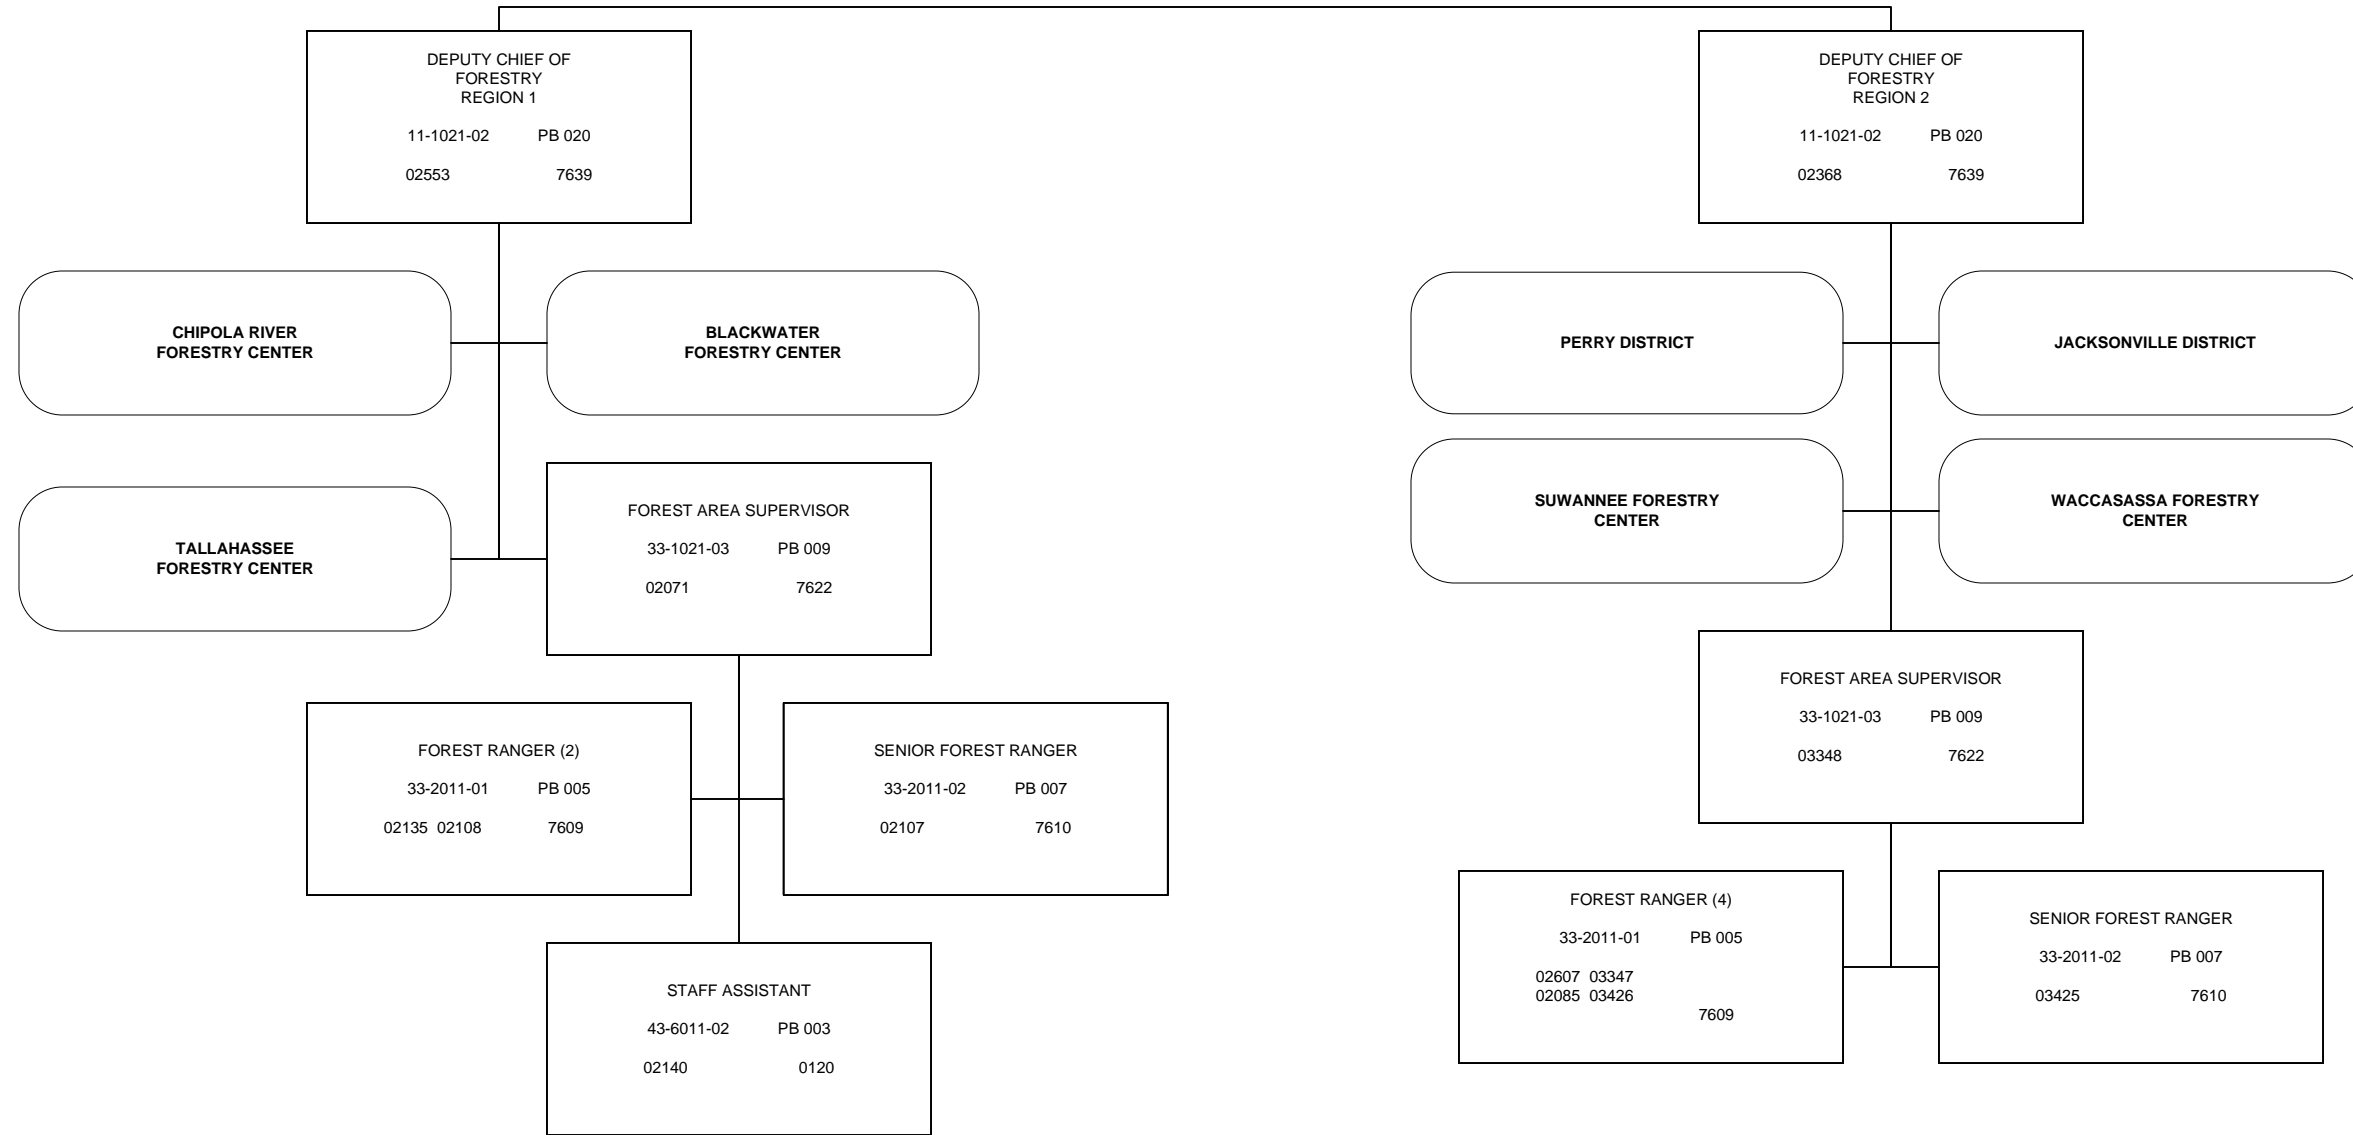 DEPUTY CHIEF OF
FORESTRY
REGION 1
11-1021-02 PB 020
02553 7639
DEPUTY CHIEF OF
FORESTRY
REGION 2
11-1021-02 PB 020
02368 7639
CHIPOLA RIVER
FORESTRY CENTER
BLACKWATER
FORESTRY CENTER
PERRY DISTRICT
JACKSONVILLE DISTRICT
TALLAHASSEE
FORESTRY CENTER
FOREST AREA SUPERVISOR
33-1021-03 PB 009
02071 7622
SUWANNEE FORESTRY
CENTER
WACCASASSA FORESTRY
CENTER
FOREST RANGER (2)
33-2011-01 PB 005
02135 02108 7609
SENIOR FOREST RANGER
33-2011-02 PB 007
02107 7610
FOREST AREA SUPERVISOR
33-1021-03 PB 009
03348 7622
STAFF ASSISTANT
43-6011-02 PB 003
02140 0120
FOREST RANGER (4)
33-2011-01 PB 005
02607 03347
02085 03426
7609
SENIOR FOREST RANGER
33-2011-02 PB 007
03425 7610